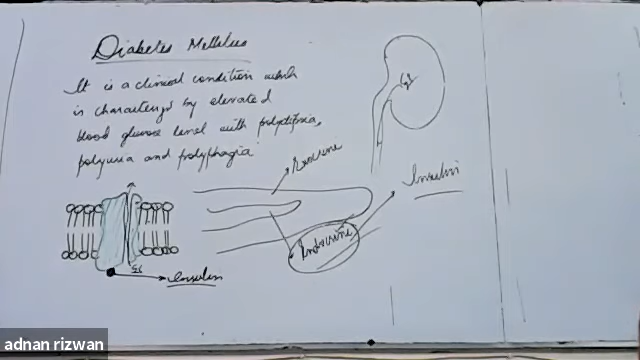 Diabetes Mellitus
It is a clinical condition which
is characterized by elevated
blood glucose level with polydipsia,
polyuria and polyphagia
Exocrine
Insulin
Endocrine
Insulin
adnan rizwan